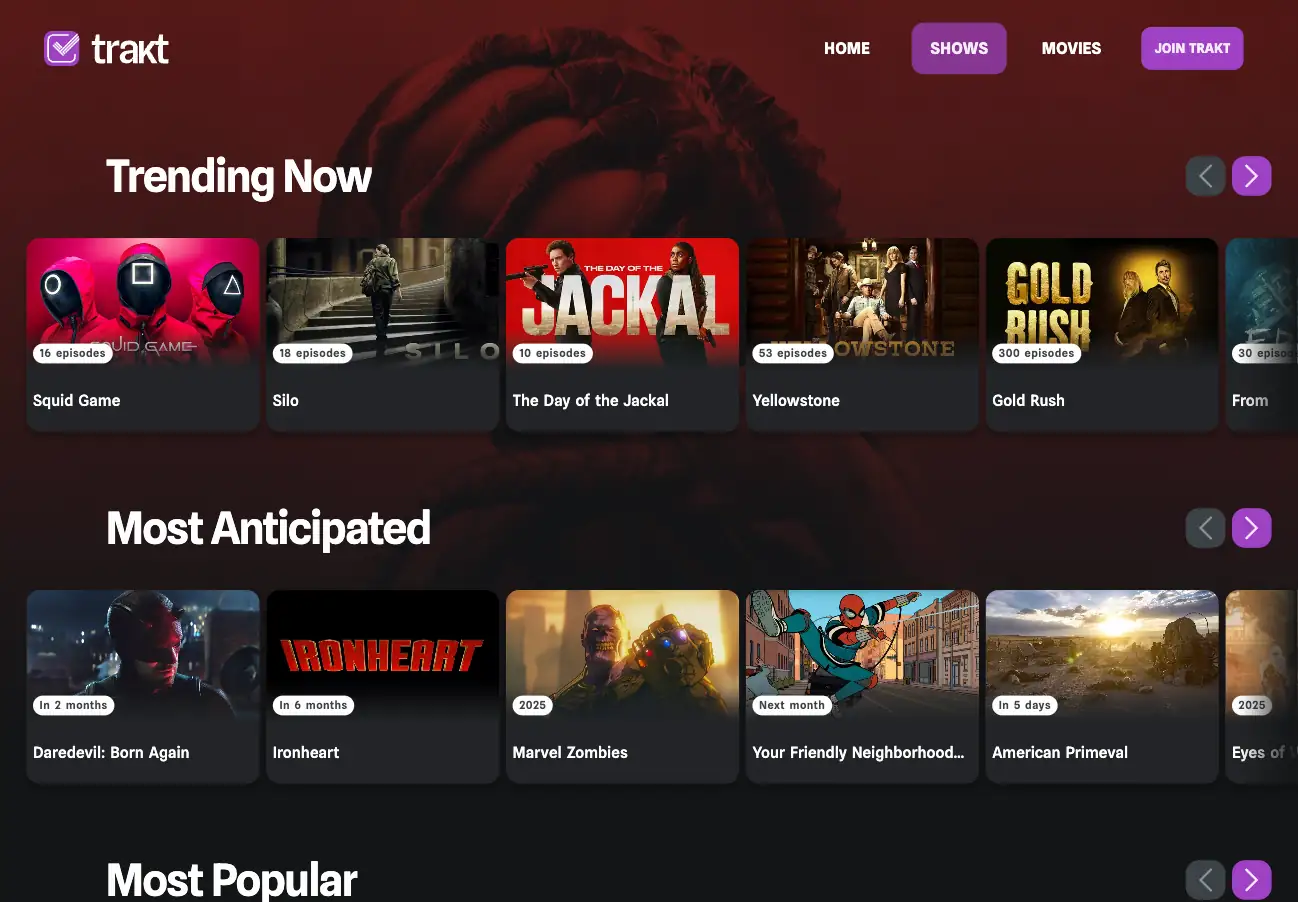 trakt
HOME
SHOWS
MOVIES
JOIN TRAKT
Trending Now
SQUID GAME
16 episodes
Squid Game
SILO
18 episodes
Silo
THE DAY OF THE
JACKAL
10 episodes
The Day of the Jackal
YELLOWSTONE
53 episodes
Yellowstone
GOLD
RUSH
300 episodes
Gold Rush
30 episo
From
Most Anticipated
In 2 months
Daredevil: Born Again
IRONHEART
In 6 months
Ironheart
2025
Marvel Zombies
Next month
Your Friendly Neighborhood...
In 5 days
American Primeval
2025
Eyes of
Most Popular